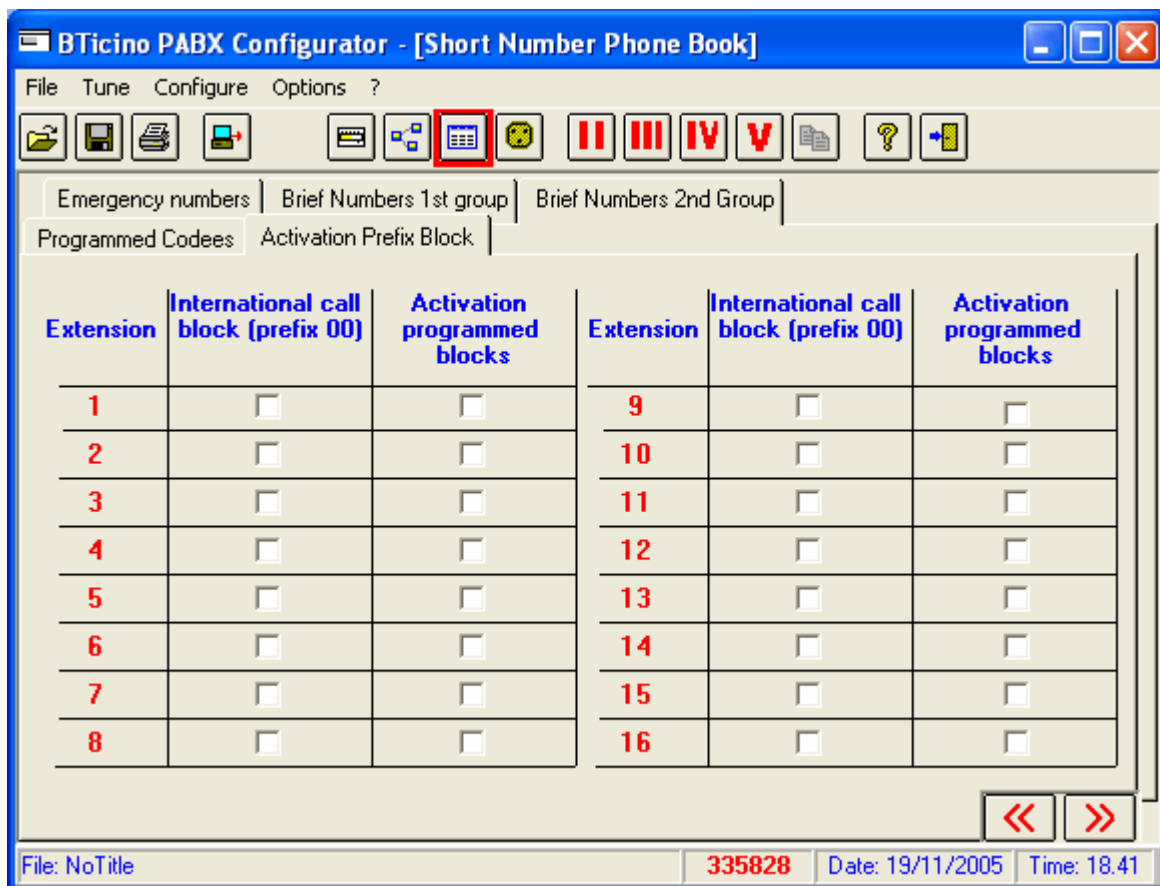 BTicino PABX Configurator - [Short Number Phone Book]
File Tune Configure Options ?
II III IV V ?
Emergency numbers Brief Numbers 1st group Brief Numbers 2nd Group
Programmed Codees Activation Prefix Block
Extension International call block (prefix 00) Activation programmed blocks Extension International call block (prefix 00) Activation programmed blocks
1 9
2 10
3 11
4 12
5 13
6 14
7 15
8 16
File: NoTitle 335828 Date: 19/11/2005 Time: 18.41